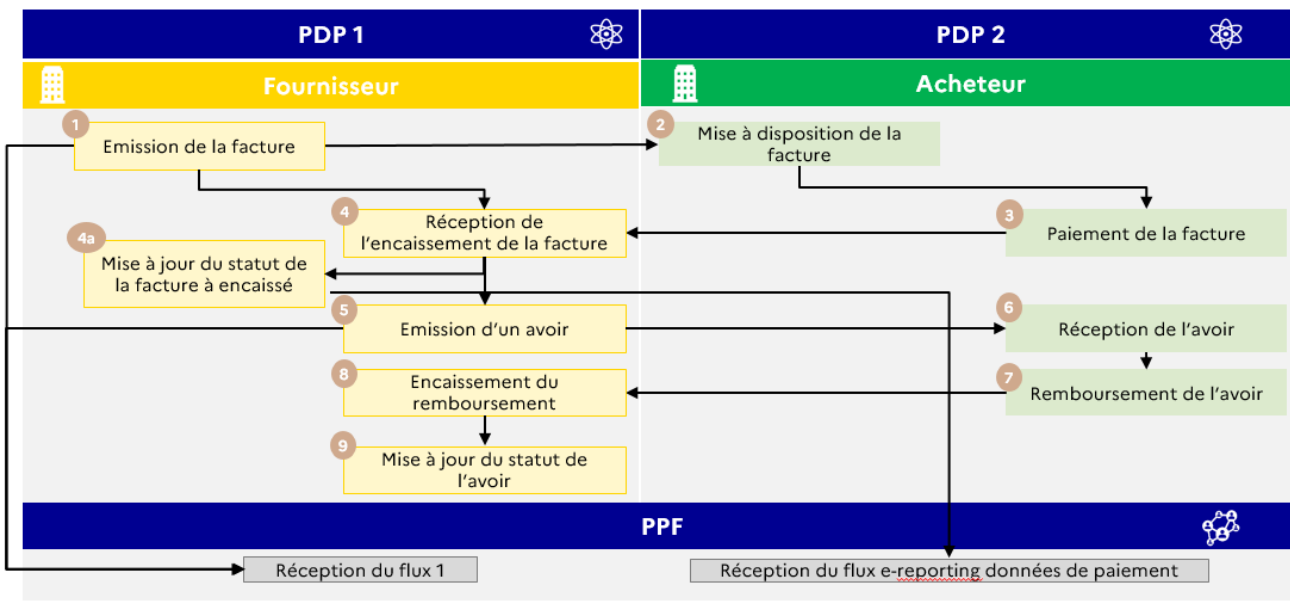 PDP 1
PDP 2
Fournisseur
Acheteur
1
Emission de la facture
2
Mise à disposition de la
facture
4
Réception de
l'encaissement de la facture
3
Paiement de la facture
4a
Mise à jour du statut de
la facture à encaissé
5
Emission d'un avoir
6
Réception de l'avoir
8
Encaissement du
remboursement
7
Remboursement de l'avoir
9
Mise à jour du statut de
l'avoir
PPF
Réception du flux 1
Réception du flux e-reporting données de paiement